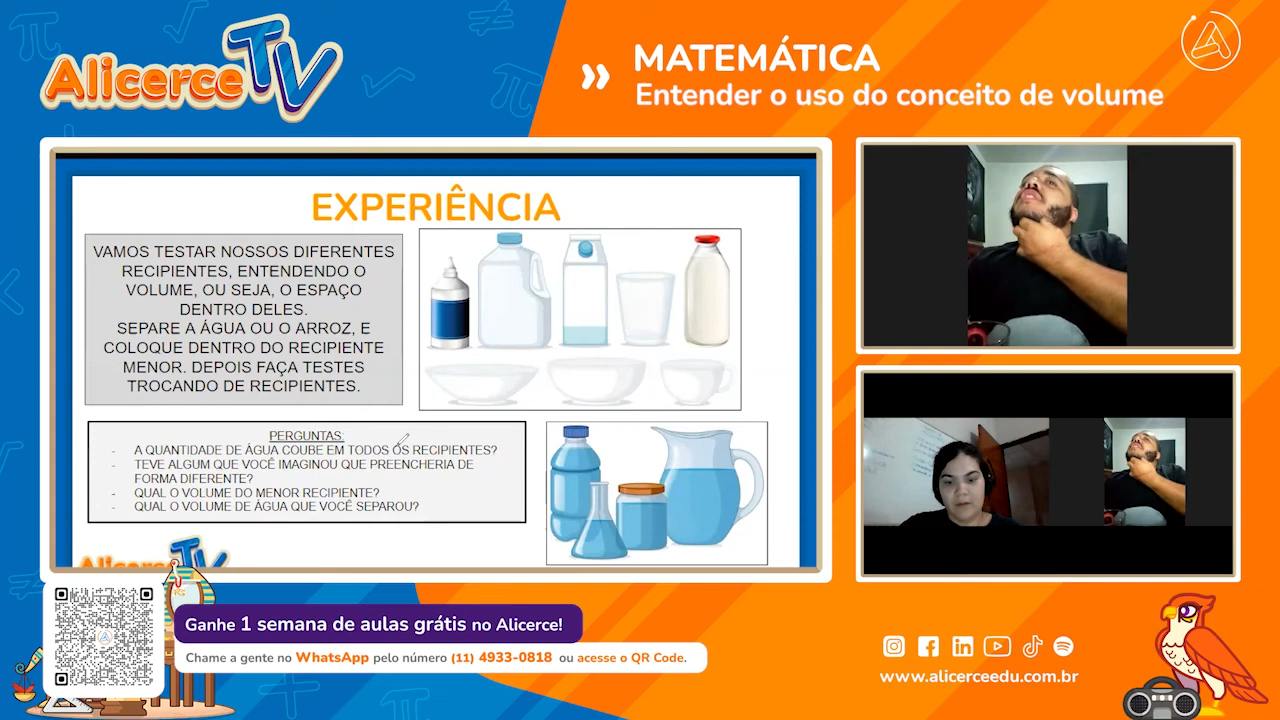 Alicerce TV
MATEMÁTICA
Entender o uso do conceito de volume
EXPERIÊNCIA
VAMOS TESTAR NOSSOS DIFERENTES
RECIPIENTES, ENTENDENDO O
VOLUME, OU SEJA, O ESPAÇO
DENTRO DELES.
SEPARE A ÁGUA OU O ARROZ, E
COLOQUE DENTRO DO RECIPIENTE
MENOR. DEPOIS FAÇA TESTES
TROCANDO DE RECIPIENTES.
PERGUNTAS:
- A QUANTIDADE DE ÁGUA COUBE EM TODOS OS RECIPIENTES?
- TEVE ALGUM QUE VOCÊ IMAGINOU QUE PREENCHERIA DE
FORMA DIFERENTE?
- QUAL O VOLUME DO MENOR RECIPIENTE?
- QUAL O VOLUME DE ÁGUA QUE VOCÊ SEPAROU?
Alicerce TV
Ganhe 1 semana de aulas grátis no Alicerce!
Chame a gente no WhatsApp pelo número (11) 4933-0818 ou acesse o QR Code.
www.alicerceedu.com.br